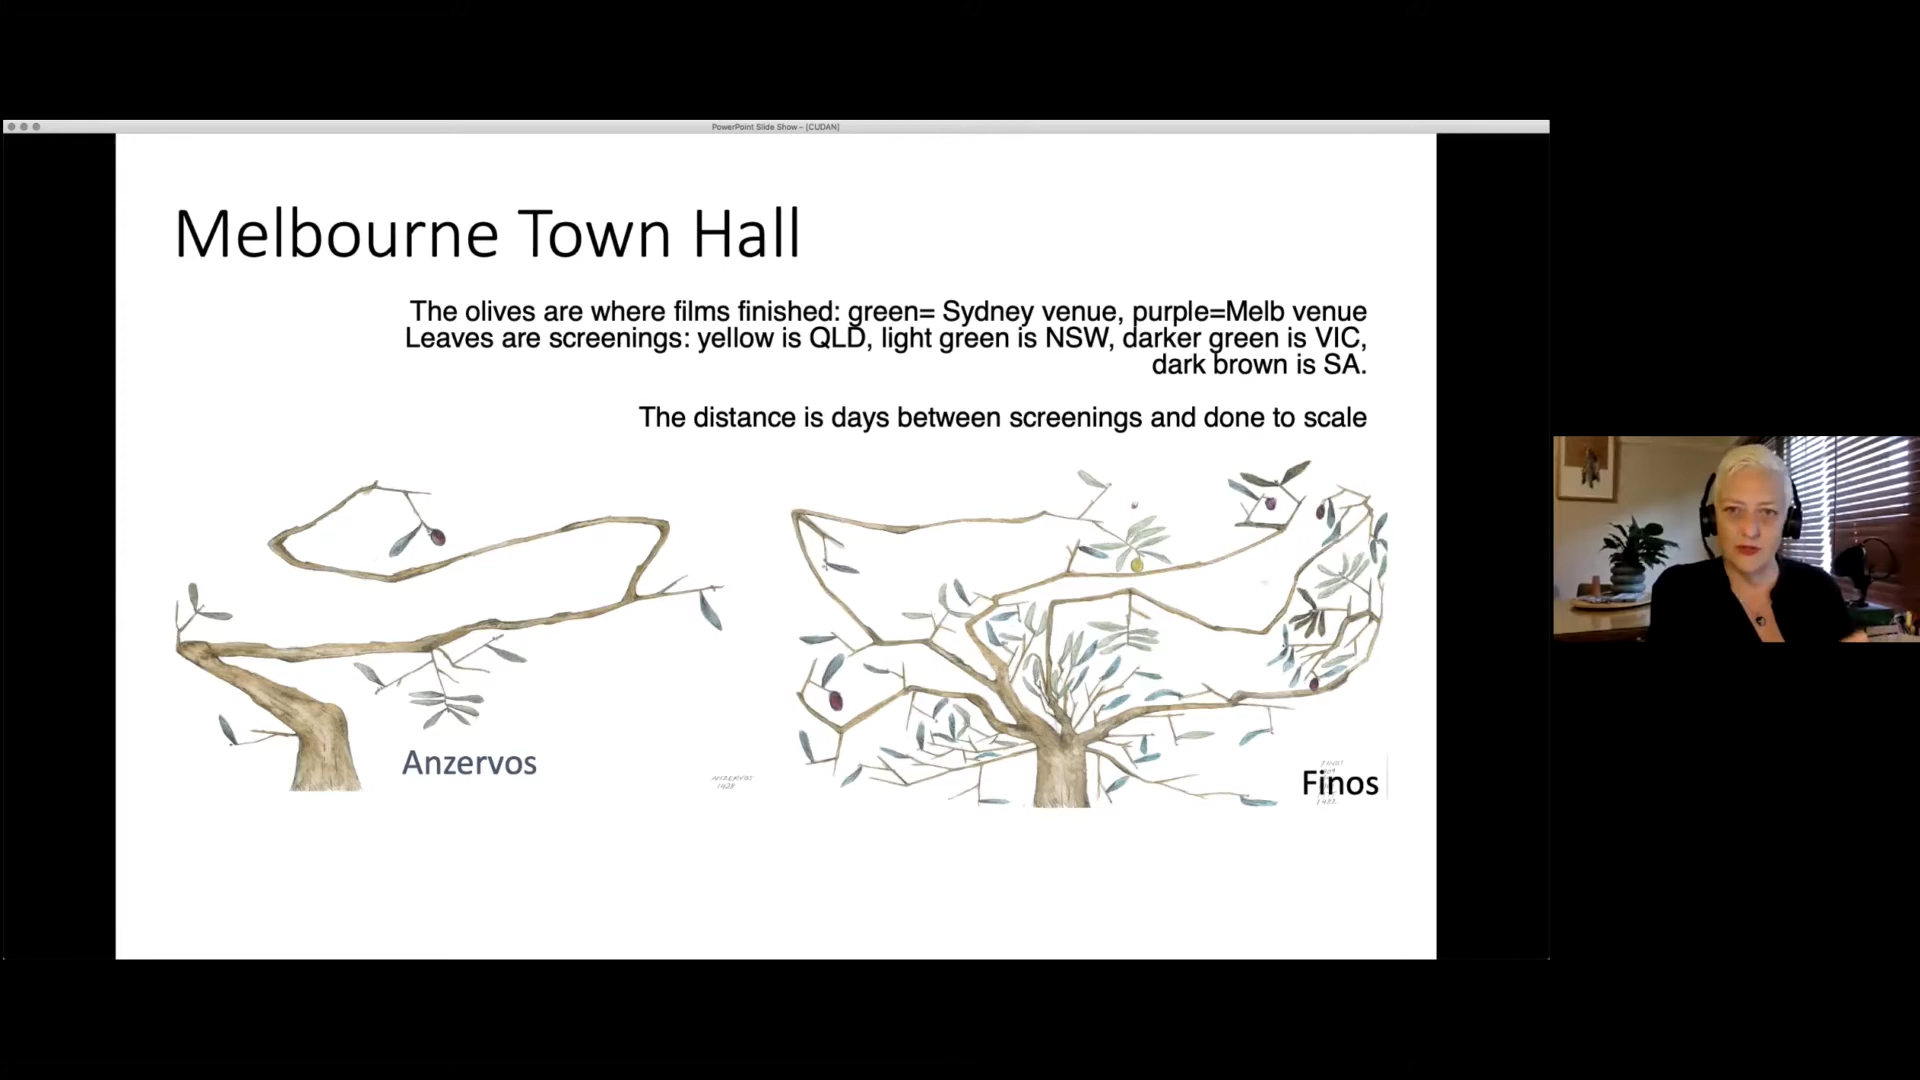 PowerPoint Slide Show – [CUDAN]
Melbourne Town Hall
The olives are where films finished: green= Sydney venue, purple=Melb venue
Leaves are screenings: yellow is QLD, light green is NSW, darker green is VIC,
dark brown is SA.
The distance is days between screenings and done to scale
Anzervos
ANZERVOS
Finos